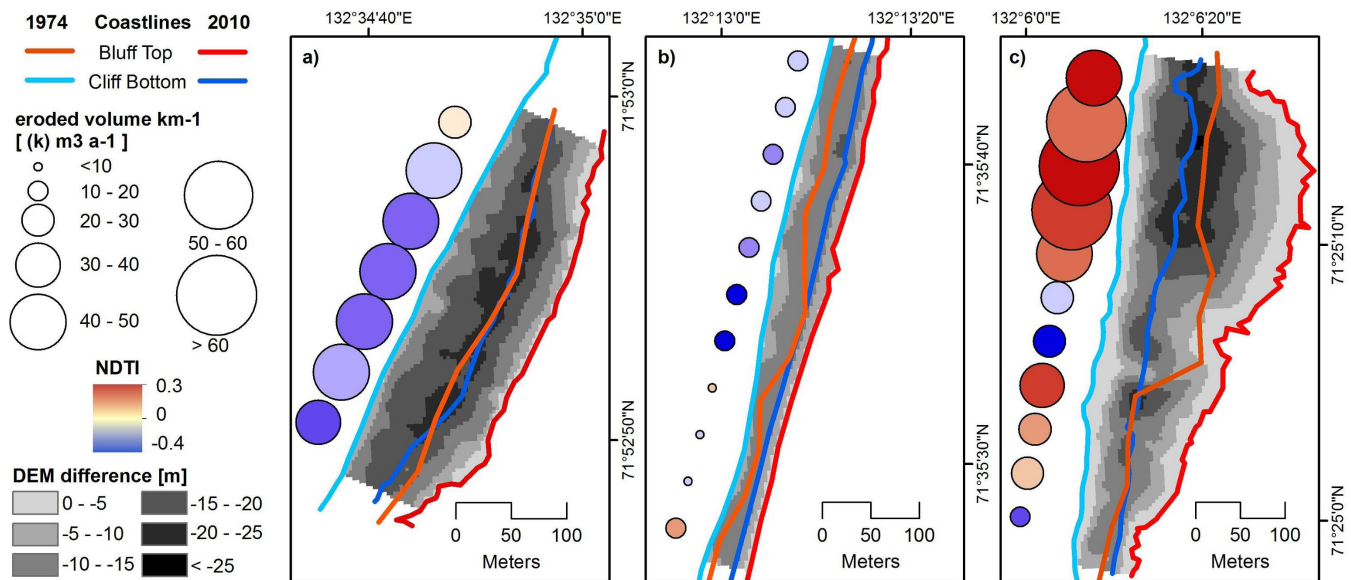 1974 Coastlines 2010
Bluff Top
Cliff Bottom
eroded volume km-1
[ (k) m3 a-1 ]
<10
10 - 20
20 - 30
30 - 40
40 - 50
50 - 60
> 60
NDTI
0.3
0
-0.4
DEM difference [m]
0 - -5
-5 - -10
-10 - -15
-15 - -20
-20 - -25
< -25
132°34'40"E
132°35'0"E
a)
71°53'0"N
71°52'50"N
0 50 100
Meters
132°13'0"E
132°13'20"E
b)
71°35'40"N
71°35'30"N
0 50 100
Meters
132°6'0"E
132°6'20"E
c)
71°25'10"N
71°25'0"N
0 50 100
Meters